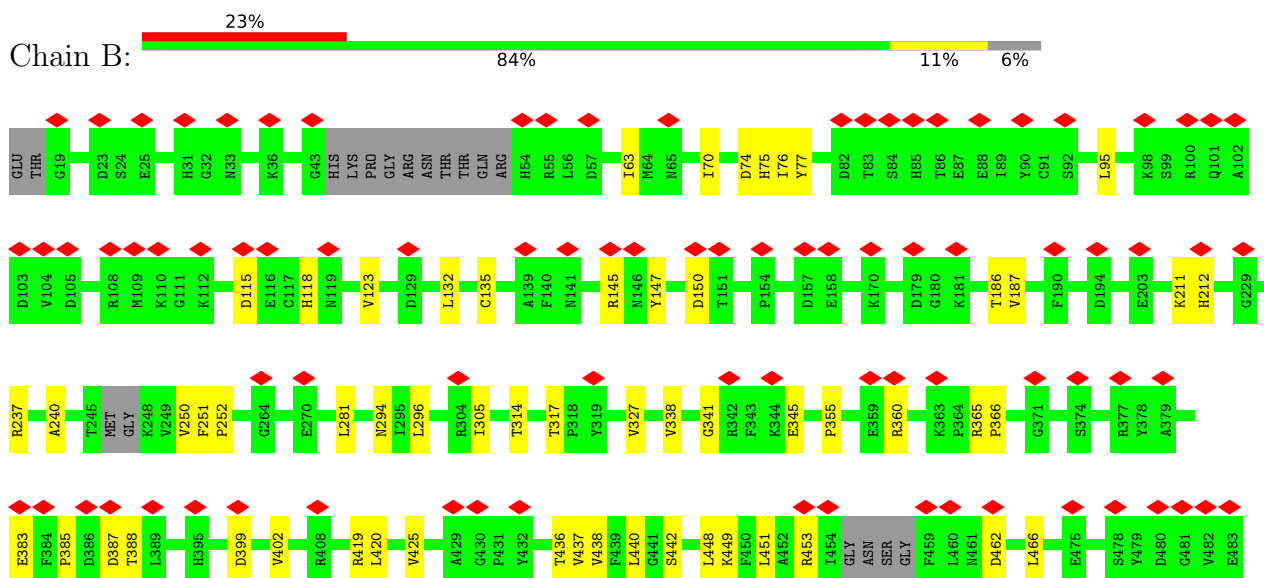 23%
Chain B:
84% 11% 6%
GLU THR G19 D23 S24 E25 H31 G32 N33 K36 G43 HIS LYS PRO GLY ARG ASN THR THR GLN ARG H54 R55 L56 D57 I63 M64 N65 I70 D74 H75 I76 Y77 D82 T83 S84 H85 T86 E87 E88 I89 Y90 C91 S92 L95 K98 S99 R100 Q101 A102
D103 V104 D105 R108 M109 K110 G111 K112 D115 E116 C117 H118 N119 V123 D129 L132 C135 A139 F140 N141 R145 N146 Y147 D150 T151 P154 D157 E158 K170 D179 G180 K181 T186 V187 F190 D194 E203 K211 H212 G229
R237 A240 T245 MET GLY K248 V249 V250 F251 P252 G264 E270 L281 N294 I295 L296 R304 I305 T314 T317 P318 Y319 V327 V338 G341 R342 F343 K344 E345 P355 E359 R360 K363 P364 R365 P366 G371 S374 R377 Y378 A379
E383 F384 P385 D386 D387 T388 L389 H395 D399 V402 R408 R419 L420 V425 A429 G430 P431 Y432 T436 V437 V438 F439 L440 G441 S442 L448 K449 F450 L451 A452 R453 I454 GLY ASN SER GLY F459 L460 N461 D462 L466 E475 S478 Y479 D480 G481 V482 E483